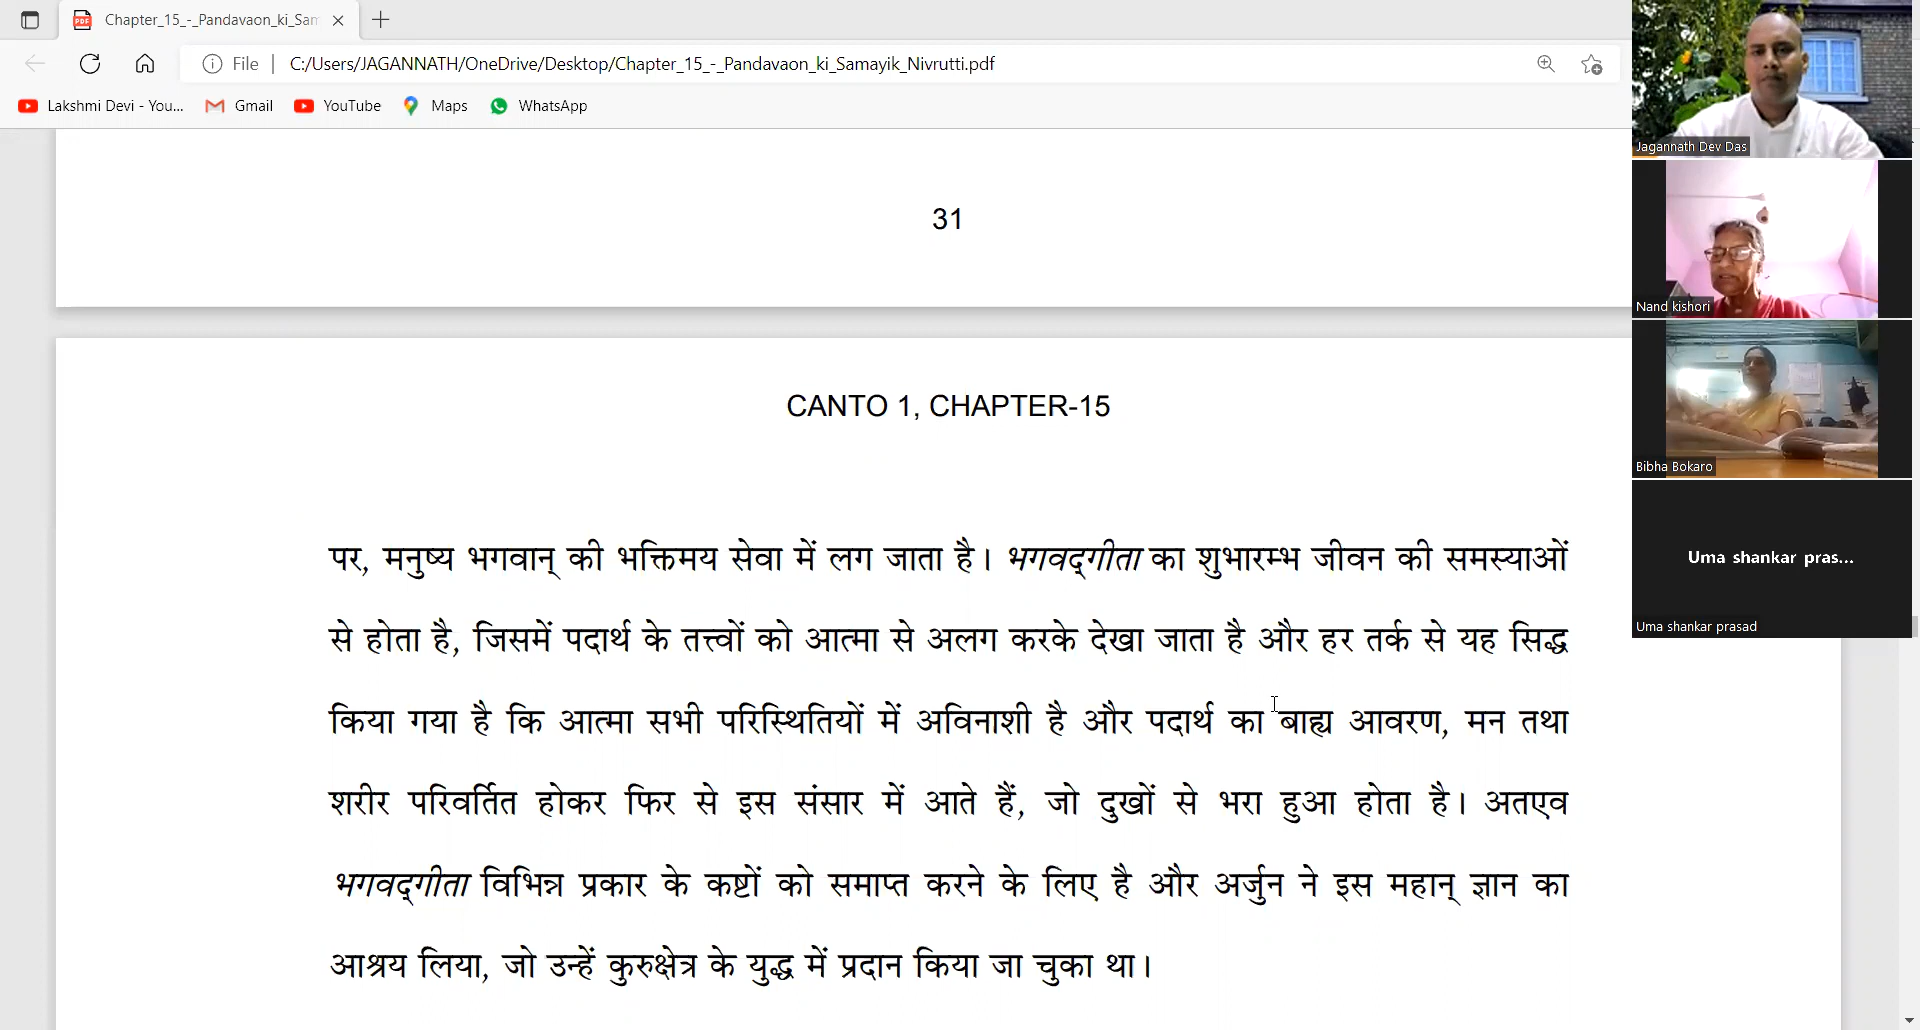 Chapter_15_-_Pandavaon_ki_Sam
File
C:/Users/JAGANNATH/OneDrive/Desktop/Chapter_15_-_Pandavaon_ki_Samayik_Nivrutti.pdf
Lakshmi Devi - You...
Gmail
YouTube
Maps
WhatsApp
Jagannath Dev Das
31
Nand kishori
CANTO 1, CHAPTER-15
Bibha Bokaro
पर, मनुष्य भगवान् की भक्तिमय सेवा में लग जाता है। भगवद्‌गीता का शुभारम्भ जीवन की समस्याओं
Uma shankar pras...
Uma shankar prasad
से होता है, जिसमें पदार्थ के तत्त्वों को आत्मा से अलग करके देखा जाता है और हर तर्क से यह सिद्ध
किया गया है कि आत्मा सभी परिस्थितियों में अविनाशी है और पदार्थ का बाह्य आवरण, मन तथा
शरीर परिवर्तित होकर फिर से इस संसार में आते हैं, जो दुखों से भरा हुआ होता है। अतएव
भगवद्‌गीता विभिन्न प्रकार के कष्टों को समाप्त करने के लिए है और अर्जुन ने इस महान् ज्ञान का
आश्रय लिया, जो उन्हें कुरुक्षेत्र के युद्ध में प्रदान किया जा चुका था।